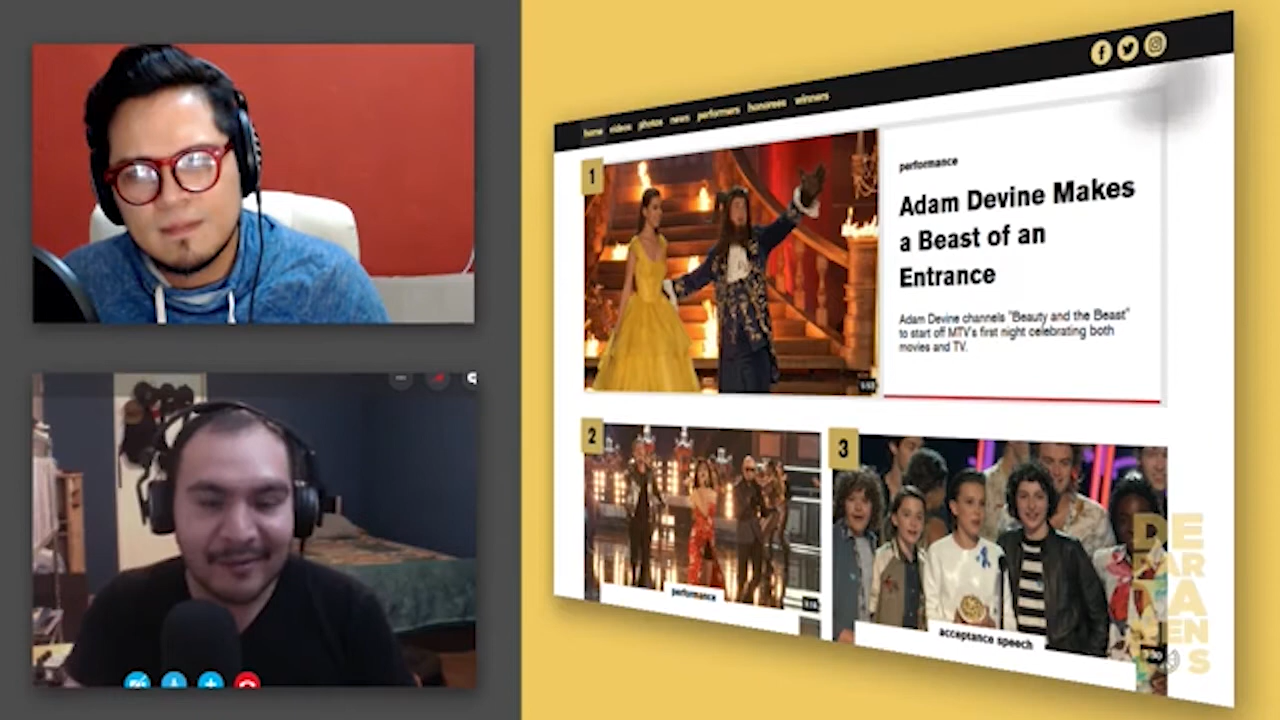 home videos photos news performers honorees winners
1
performance
Adam Devine Makes
a Beast of an
Entrance
Adam Devine channels "Beauty and the Beast"
to start off MTV's first night celebrating both
movies and TV.
2
performance
3
acceptance speech